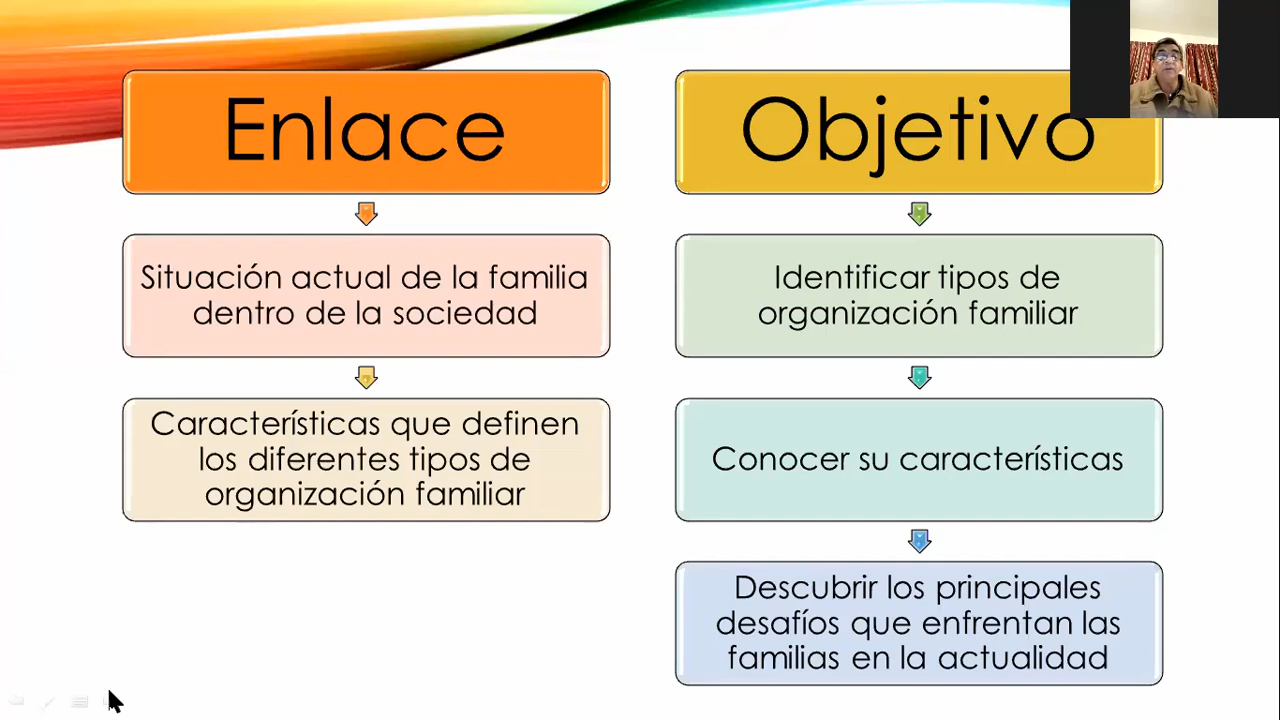 Enlace
Situación actual de la familia
dentro de la sociedad
Características que definen
los diferentes tipos de
organización familiar
Objetivo
Identificar tipos de
organización familiar
Conocer su características
Descubrir los principales
desafíos que enfrentan las
familias en la actualidad